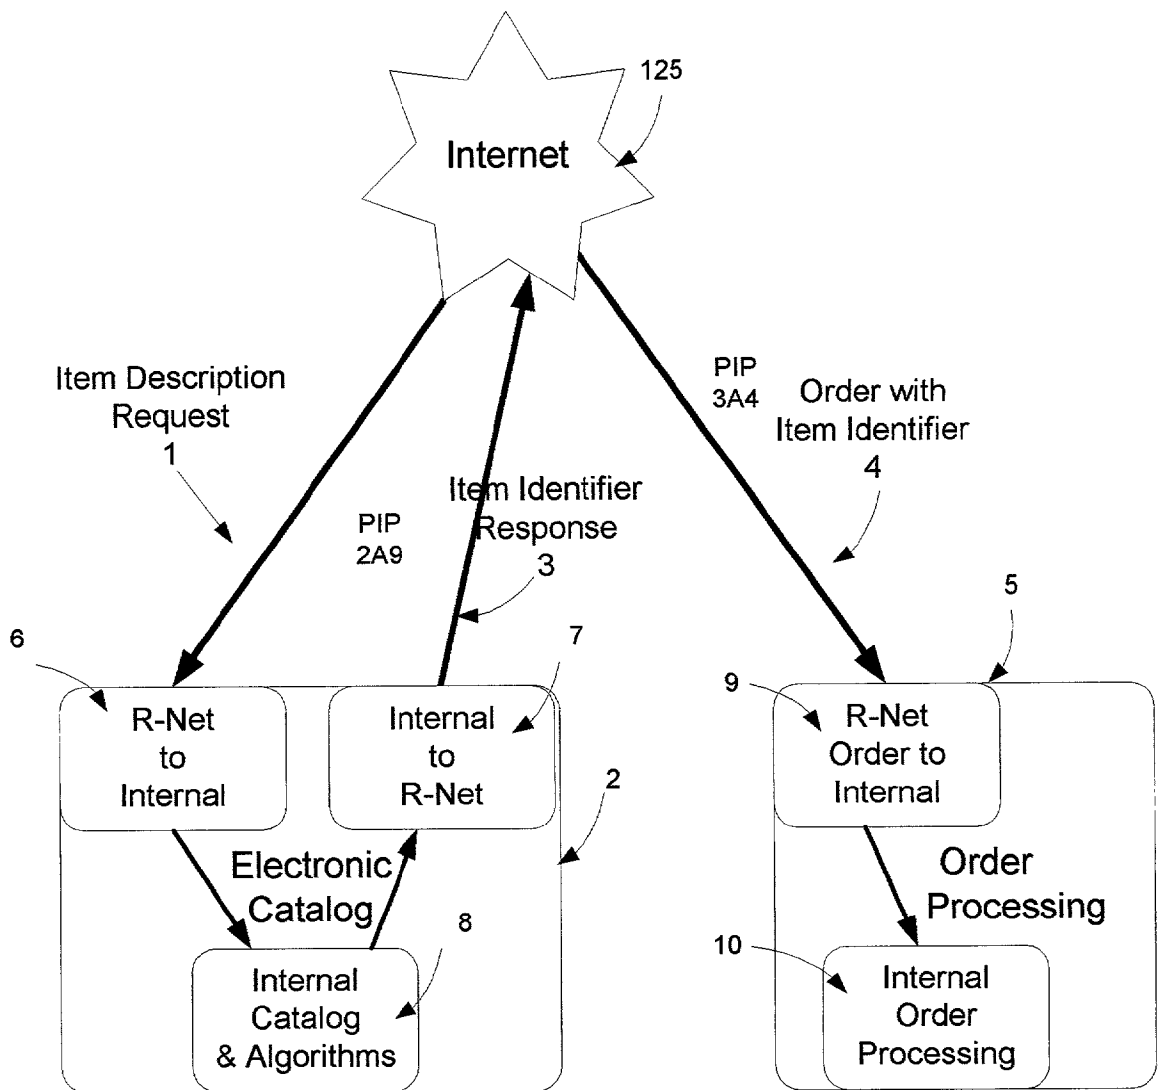 125
Internet
Item Description
Request
1
PIP
2A9
Item Identifier
Response
3
PIP
3A4
Order with
Item Identifier
4
6
R-Net
to
Internal
7
Internal
to
R-Net
2
Electronic
Catalog
8
Internal
Catalog
& Algorithms
5
9
R-Net
Order to
Internal
Order
Processing
10
Internal
Order
Processing